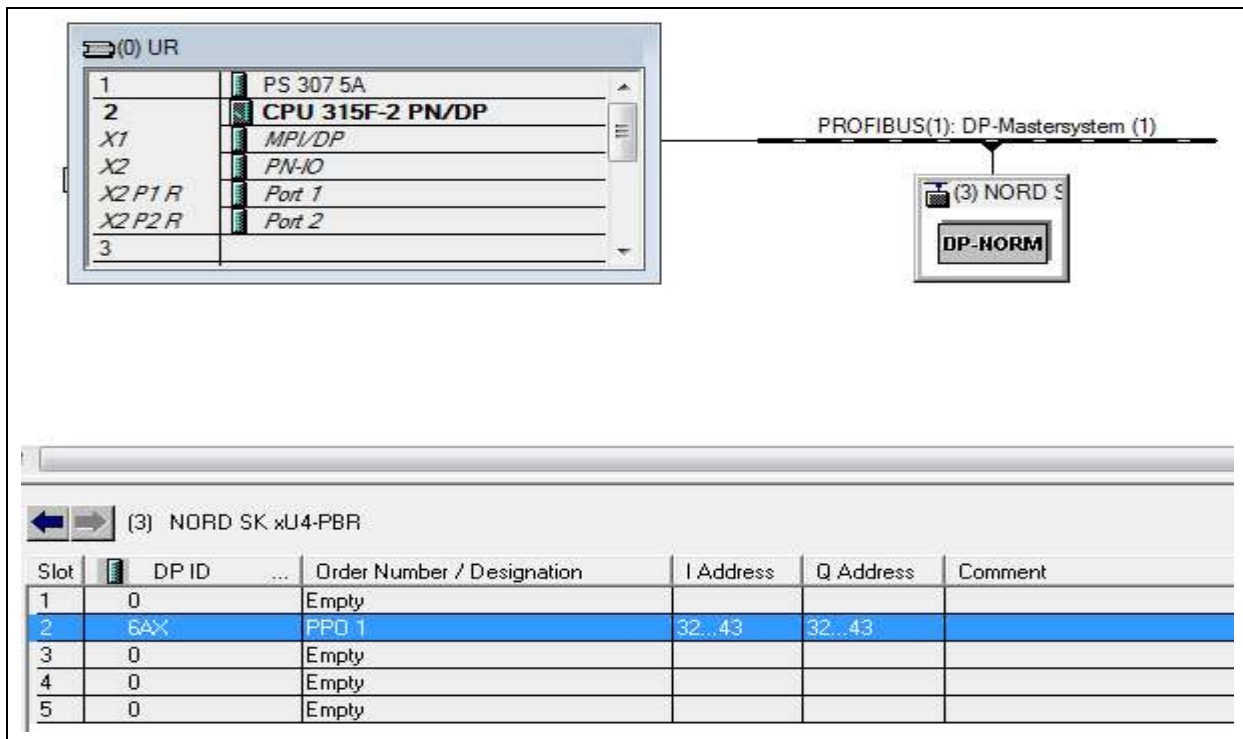 (0) UR
1 PS 307 5A
2 CPU 315F-2 PN/DP
X1 MPI/DP
X2 PN-IO
X2 P1 R Port 1
X2 P2 R Port 2
3
PROFIBUS(1): DP-Mastersystem (1)
(3) NORD S
DP-NORM
(3) NORD SK xU4-PBR
Slot DP ID ... Order Number / Designation I Address Q Address Comment
1 0 Empty
2 6AX PPO 1 32...43 32...43
3 0 Empty
4 0 Empty
5 0 Empty